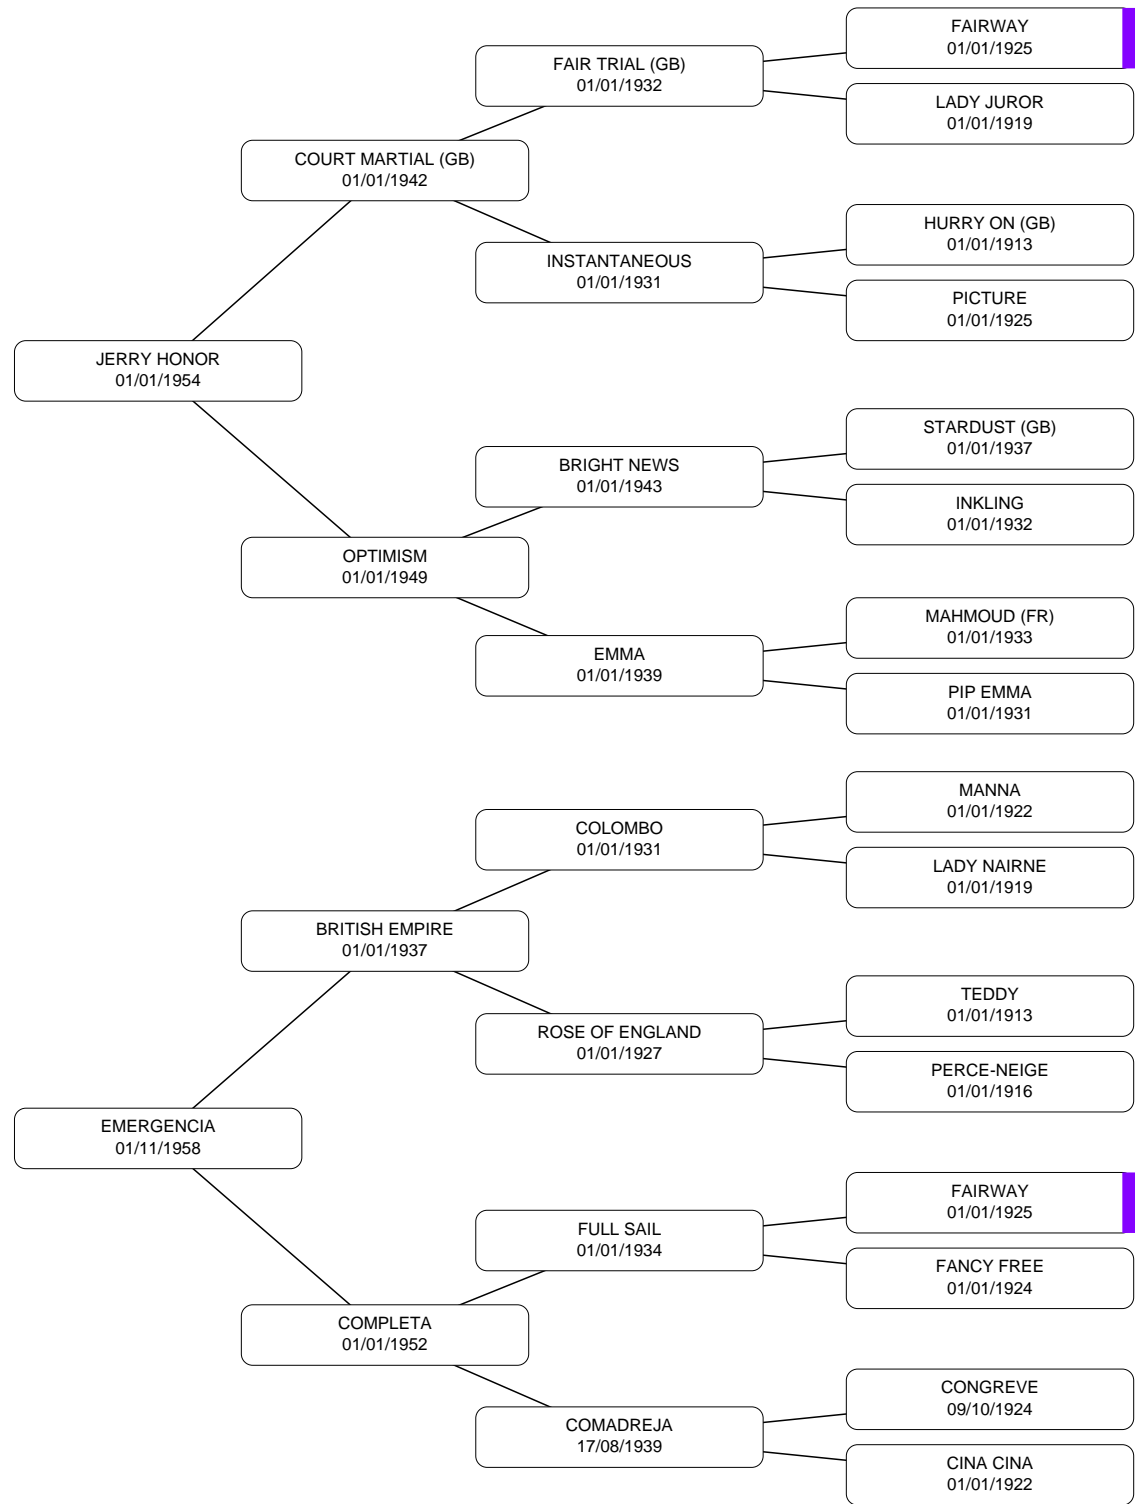 FAIRWAY
01/01/1925
FAIR TRIAL (GB)
01/01/1932
LADY JUROR
01/01/1919
COURT MARTIAL (GB)
01/01/1942
HURRY ON (GB)
01/01/1913
INSTANTANEOUS
01/01/1931
PICTURE
01/01/1925
JERRY HONOR
01/01/1954
STARDUST (GB)
01/01/1937
BRIGHT NEWS
01/01/1943
INKLING
01/01/1932
OPTIMISM
01/01/1949
MAHMOUD (FR)
01/01/1933
EMMA
01/01/1939
PIP EMMA
01/01/1931
MANNA
01/01/1922
COLOMBO
01/01/1931
LADY NAIRNE
01/01/1919
BRITISH EMPIRE
01/01/1937
TEDDY
01/01/1913
ROSE OF ENGLAND
01/01/1927
PERCE-NEIGE
01/01/1916
EMERGENCIA
01/11/1958
FAIRWAY
01/01/1925
FULL SAIL
01/01/1934
FANCY FREE
01/01/1924
COMPLETA
01/01/1952
CONGREVE
09/10/1924
COMADREJA
17/08/1939
CINA CINA
01/01/1922